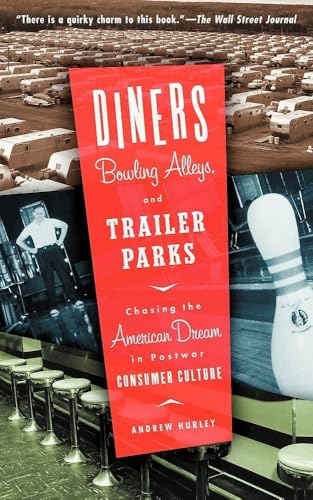 "There is a quirky charm to this book."—The Wall Street Journal
DINERS
Bowling Alleys,
and
TRAILER
PARKS
Chasing the
American Dream
in Postwar
CONSUMER CULTURE
ANDREW HURLEY